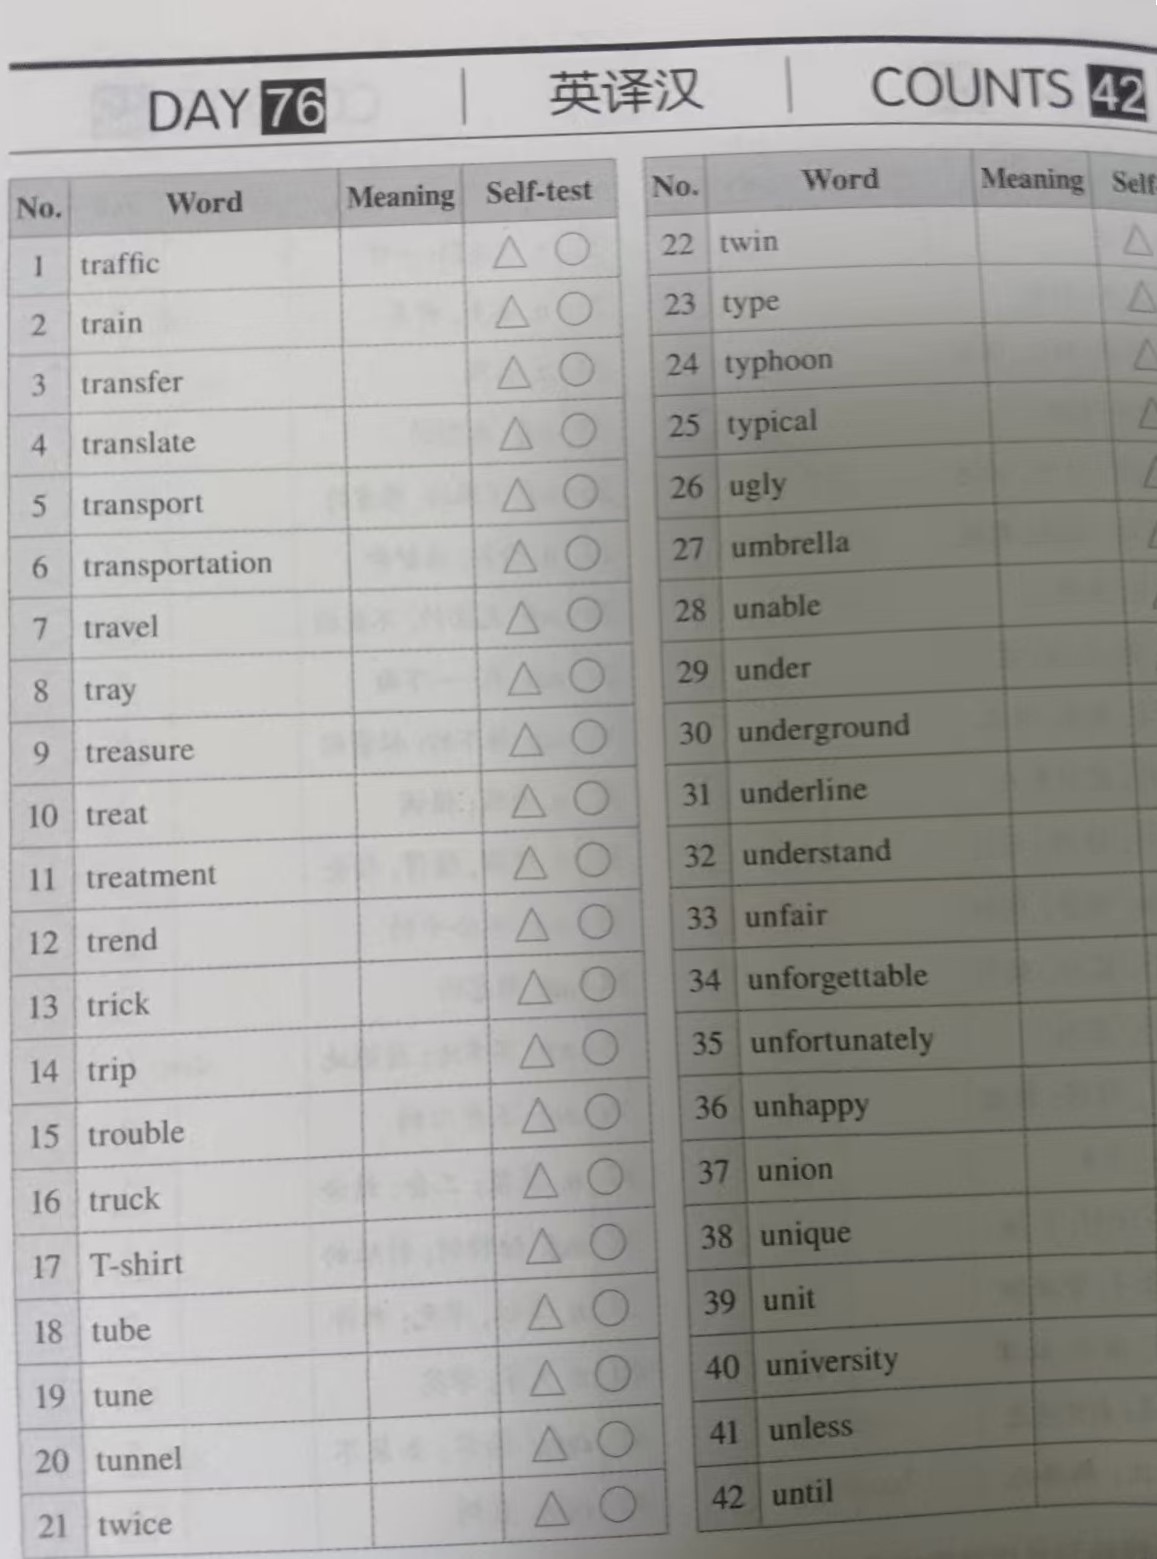 DAY 76 | 英译汉 | COUNTS 42
No. Word Meaning Self-test
1 traffic △ ○
2 train △ ○
3 transfer △ ○
4 translate △ ○
5 transport △ ○
6 transportation △ ○
7 travel △ ○
8 tray △ ○
9 treasure △ ○
10 treat △ ○
11 treatment △ ○
12 trend △ ○
13 trick △ ○
14 trip △ ○
15 trouble △ ○
16 truck △ ○
17 T-shirt △ ○
18 tube △ ○
19 tune △ ○
20 tunnel △ ○
21 twice △ ○
No. Word Meaning Self
22 twin △
23 type △
24 typhoon △
25 typical △
26 ugly △
27 umbrella △
28 unable
29 under
30 underground
31 underline
32 understand
33 unfair
34 unforgettable
35 unfortunately
36 unhappy
37 union
38 unique
39 unit
40 university
41 unless
42 until